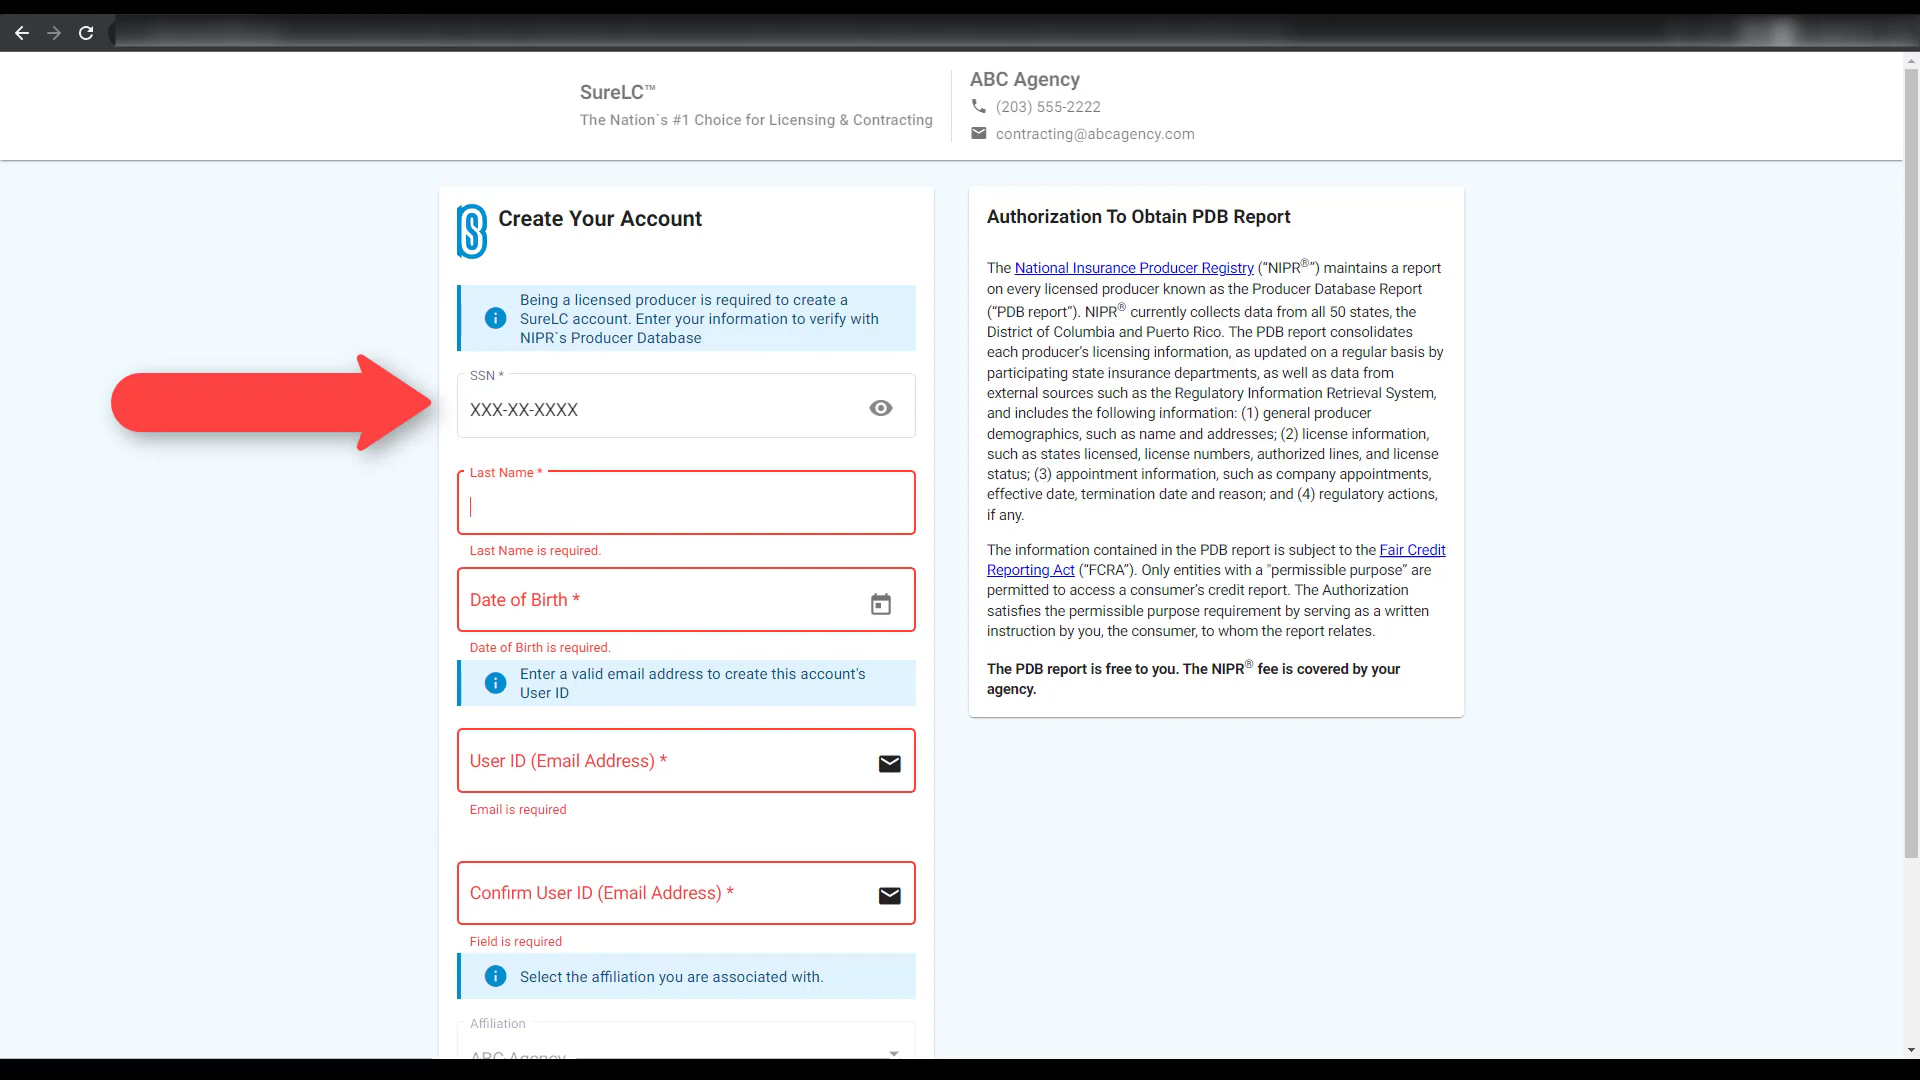 SureLC™
The Nation`s #1 Choice for Licensing & Contracting
ABC Agency
(203) 555-2222
contracting@abcagency.com
Create Your Account
Being a licensed producer is required to create a
SureLC account. Enter your information to verify with
NIPR`s Producer Database
SSN *
XXX-XX-XXXX
Last Name *
Last Name is required.
Date of Birth *
Date of Birth is required.
Enter a valid email address to create this account's
User ID
User ID (Email Address) *
Email is required
Confirm User ID (Email Address) *
Field is required
Select the affiliation you are associated with.
Affiliation
ABC Agency
Authorization To Obtain PDB Report
The National Insurance Producer Registry (“NIPR®”) maintains a report
on every licensed producer known as the Producer Database Report
(“PDB report”). NIPR® currently collects data from all 50 states, the
District of Columbia and Puerto Rico. The PDB report consolidates
each producer’s licensing information, as updated on a regular basis by
participating state insurance departments, as well as data from
external sources such as the Regulatory Information Retrieval System,
and includes the following information: (1) general producer
demographics, such as name and addresses; (2) license information,
such as states licensed, license numbers, authorized lines, and license
status; (3) appointment information, such as company appointments,
effective date, termination date and reason; and (4) regulatory actions,
if any.
The information contained in the PDB report is subject to the Fair Credit
Reporting Act (“FCRA”). Only entities with a "permissible purpose” are
permitted to access a consumer’s credit report. The Authorization
satisfies the permissible purpose requirement by serving as a written
instruction by you, the consumer, to whom the report relates.
The PDB report is free to you. The NIPR® fee is covered by your
agency.